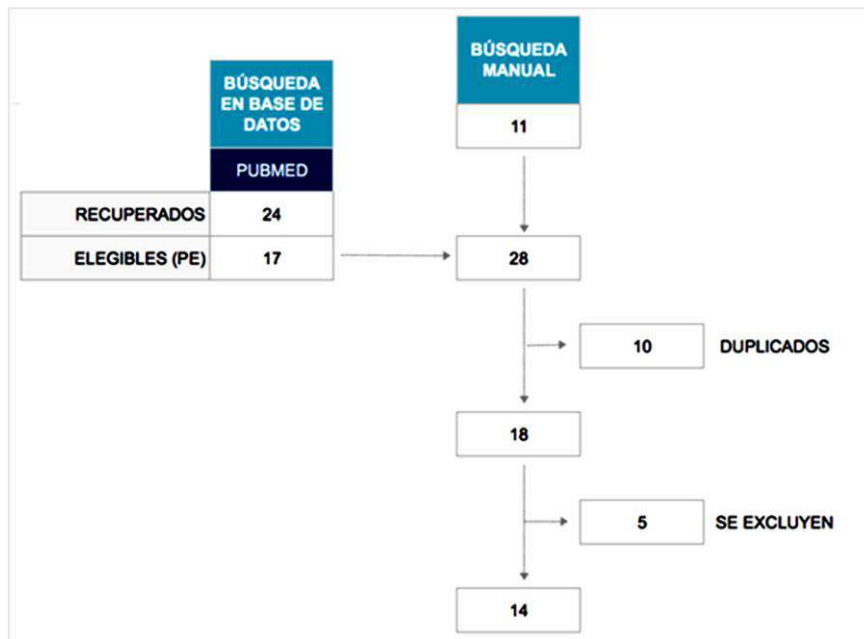 BÚSQUEDA
MANUAL
11
BÚSQUEDA
EN BASE DE
DATOS
PUBMED
RECUPERADOS 24
ELEGIBLES (PE) 17
28
10 DUPLICADOS
18
5 SE EXCLUYEN
14